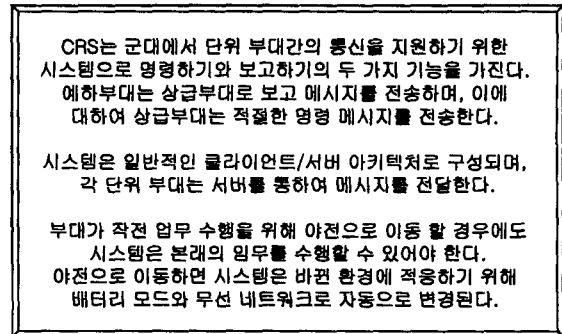 CRS는 군대에서 단위 부대간의 통신을 지원하기 위한
시스템으로 명령하기와 보고하기의 두 가지 기능을 가진다.
예하부대는 상급부대로 보고 메시지를 전송하며, 이에
대하여 상급부대는 적절한 명령 메시지를 전송한다.
시스템은 일반적인 클라이언트/서버 아키텍처로 구성되며,
각 단위 부대는 서버를 통하여 메시지를 전달한다.
부대가 작전 업무 수행을 위해 야전으로 이동 할 경우에도
시스템은 본래의 임무를 수행할 수 있어야 한다.
야전으로 이동하면 시스템은 바뀐 환경에 적응하기 위해
배터리 모드와 무선 네트워크로 자동으로 변경된다.